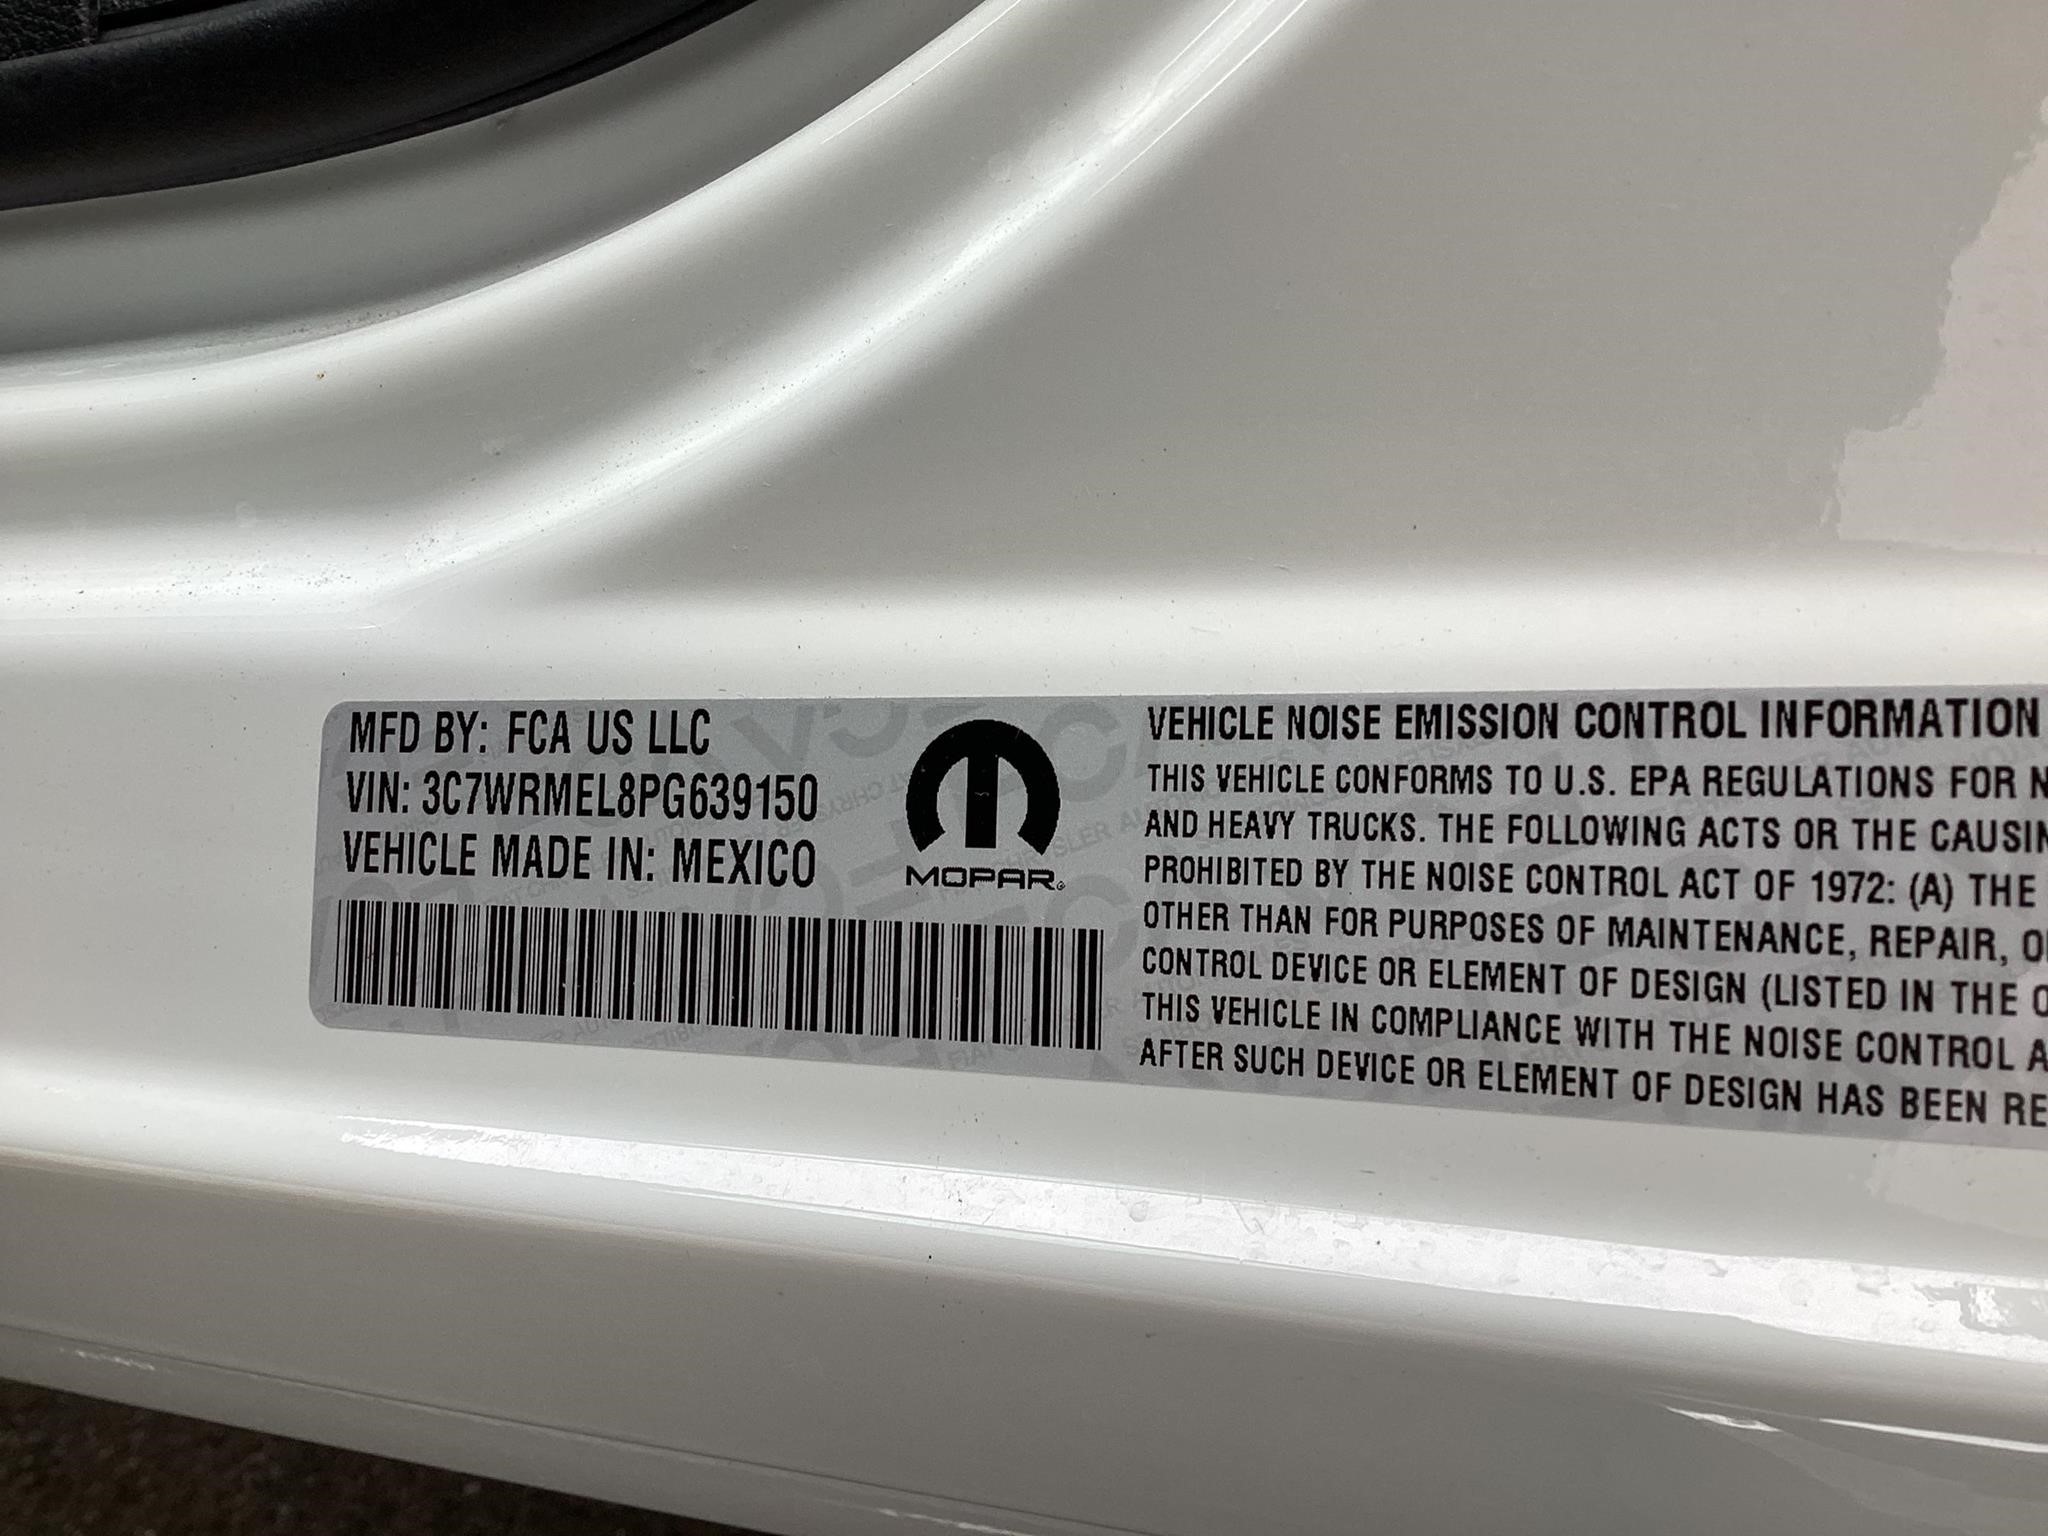 MFD BY: FCA US LLC
VIN: 3C7WRMEL8PG639150
VEHICLE MADE IN: MEXICO
MOPAR
VEHICLE NOISE EMISSION CONTROL INFORMATION
THIS VEHICLE CONFORMS TO U.S. EPA REGULATIONS FOR
AND HEAVY TRUCKS. THE FOLLOWING ACTS OR THE
PROHIBITED BY THE NOISE CONTROL ACT OF 1972: (A) THE
OTHER THAN FOR PURPOSES OF MAINTENANCE, REPAIR,
CONTROL DEVICE OR ELEMENT OF DESIGN (LISTED IN THE
THIS VEHICLE IN COMPLIANCE WITH THE NOISE CONTROL
AFTER SUCH DEVICE OR ELEMENT OF DESIGN HAS BEEN